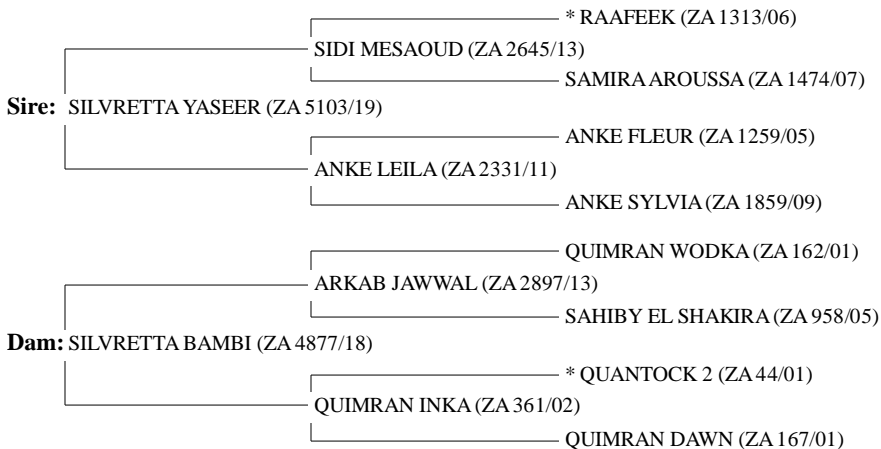 * RAAFEEK (ZA 1313/06)
SIDI MESAOUD (ZA 2645/13)
SAMIRA AROUSSA (ZA 1474/07)
Sire: SILVRETTA YASEER (ZA 5103/19)
ANKE FLEUR (ZA 1259/05)
ANKE LEILA (ZA 2331/11)
ANKE SYLVIA (ZA 1859/09)
QUIMRAN WODKA (ZA 162/01)
ARKAB JAWWAL (ZA 2897/13)
SAHIBY EL SHAKIRA (ZA 958/05)
Dam: SILVRETTA BAMBI (ZA 4877/18)
* QUANTOCK 2 (ZA 44/01)
QUIMRAN INKA (ZA 361/02)
QUIMRAN DAWN (ZA 167/01)